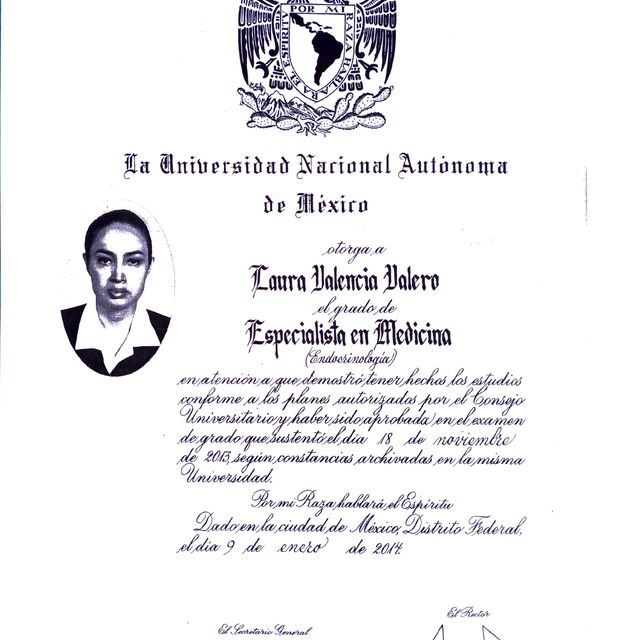 POR MI RAZA HABLARA EL ESPIRITU
La Universidad Nacional Autónoma
de México
otorga a
Laura Valencia Valero
el grado de
Especialista en Medicina
(Endocrinología)
en atención a que demostró tener hechos los estudios
conforme a los planes autorizados por el Consejo
Universitario y haber sido aprobada en el examen
de grado que sustentó el día 18 de noviembre
de 2013, según constancias archivadas en la misma
Universidad.
Por mi Raza hablará el Espíritu
Dado en la ciudad de México, Distrito Federal,
el día 9 de enero de 2014.
El Rector
El Secretario General